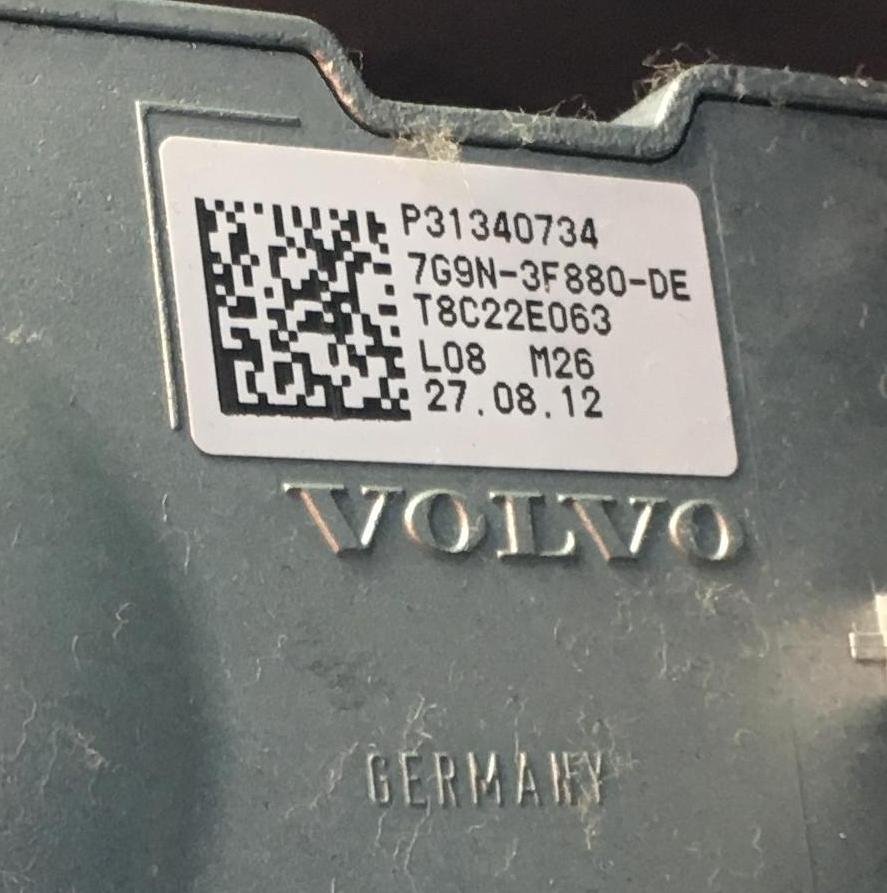 P31340734
7G9N-3F880-DE
T8C22E063
L08 M26
27.08.12
VOLVO
GERMANY